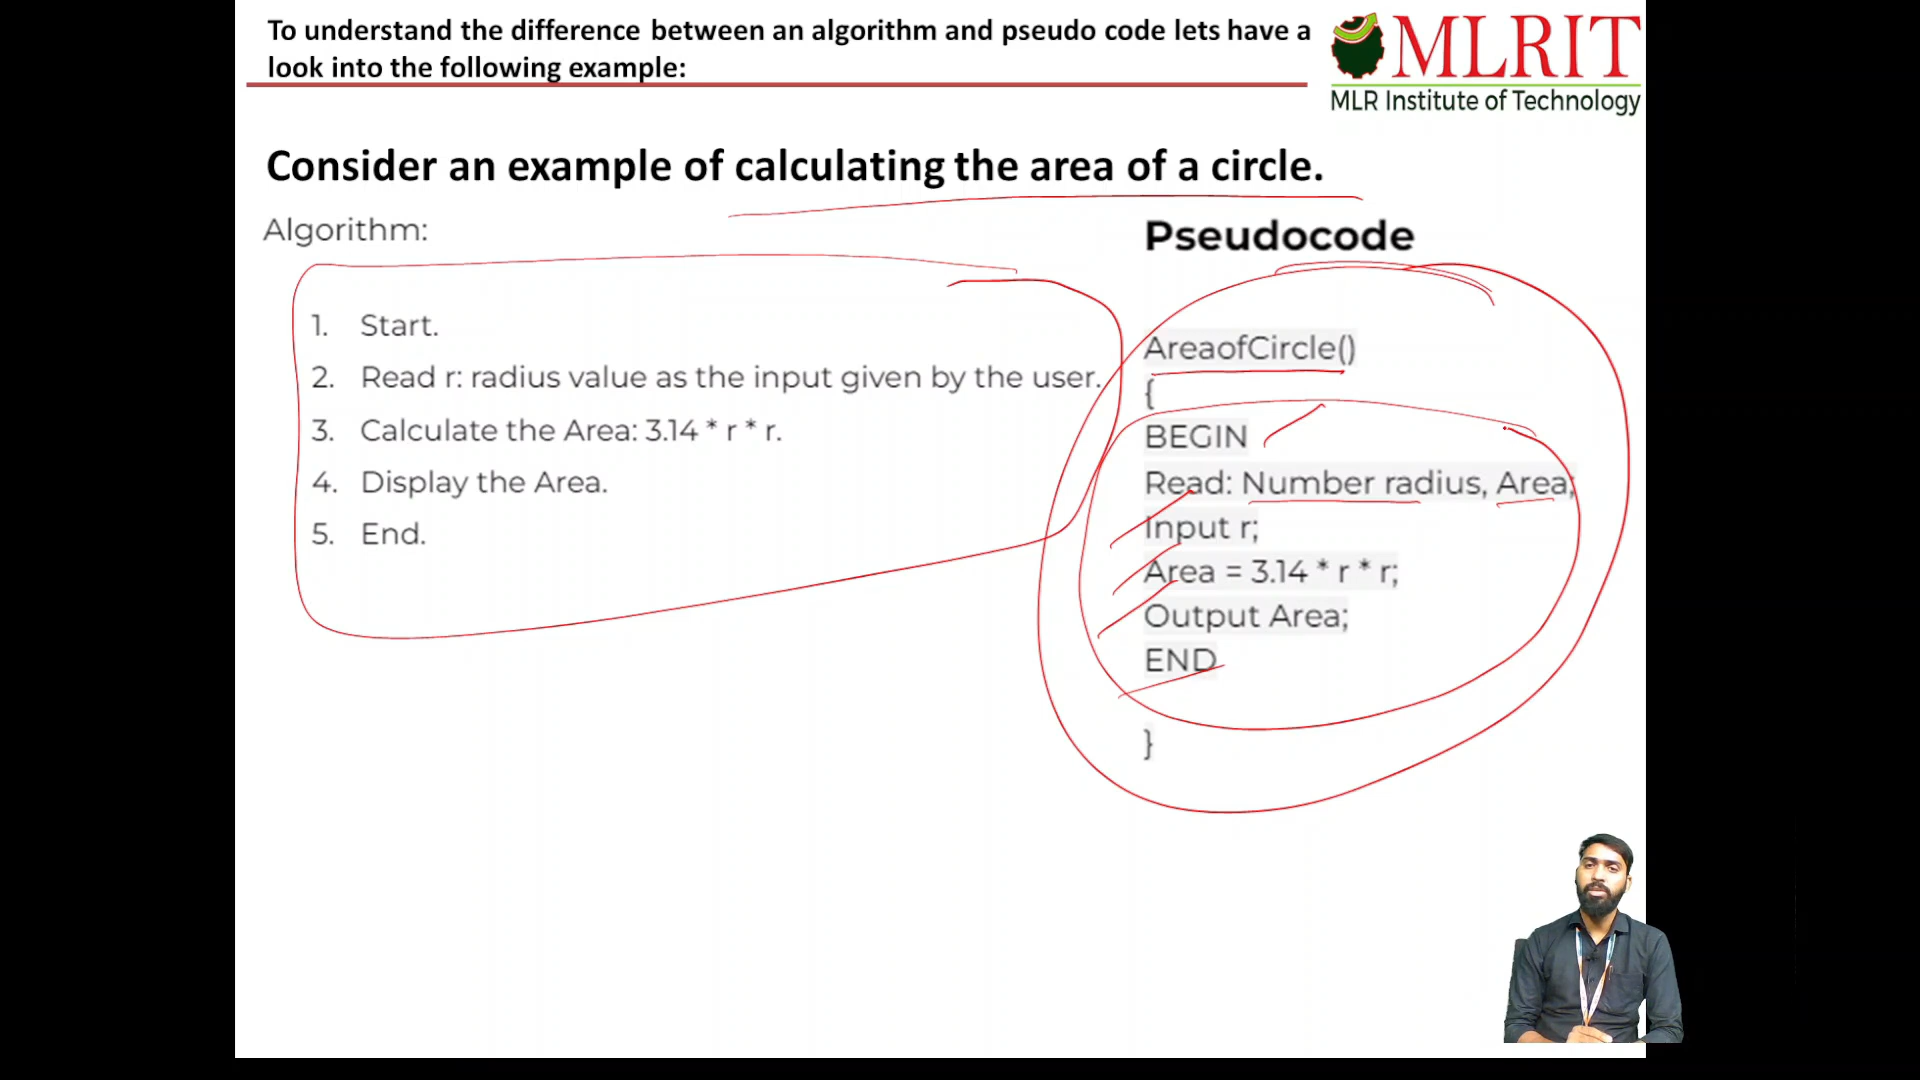 To understand the difference between an algorithm and pseudo code lets have a
look into the following example:
MLRIT
MLR Institute of Technology
Consider an example of calculating the area of a circle.
Algorithm:
1. Start.
2. Read r: radius value as the input given by the user.
3. Calculate the Area: 3.14 * r * r.
4. Display the Area.
5. End.
Pseudocode
AreaofCircle()
{
BEGIN
Read: Number radius, Area;
Input r;
Area = 3.14 * r * r;
Output Area;
END
}